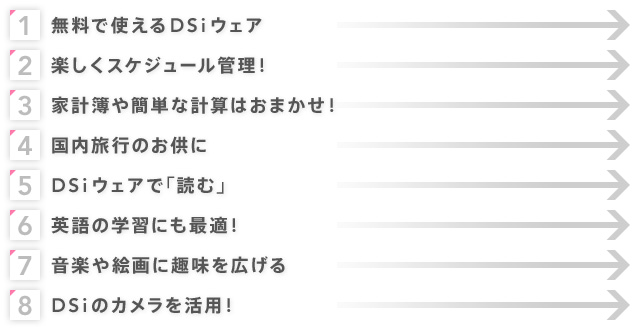 1 無料で使えるDSiウェア
2 楽しくスケジュール管理!
3 家計簿や簡単な計算はおまかせ!
4 国内旅行のお供に
5 DSiウェアで「読む」
6 英語の学習にも最適!
7 音楽や絵画に趣味を広げる
8 DSiのカメラを活用!